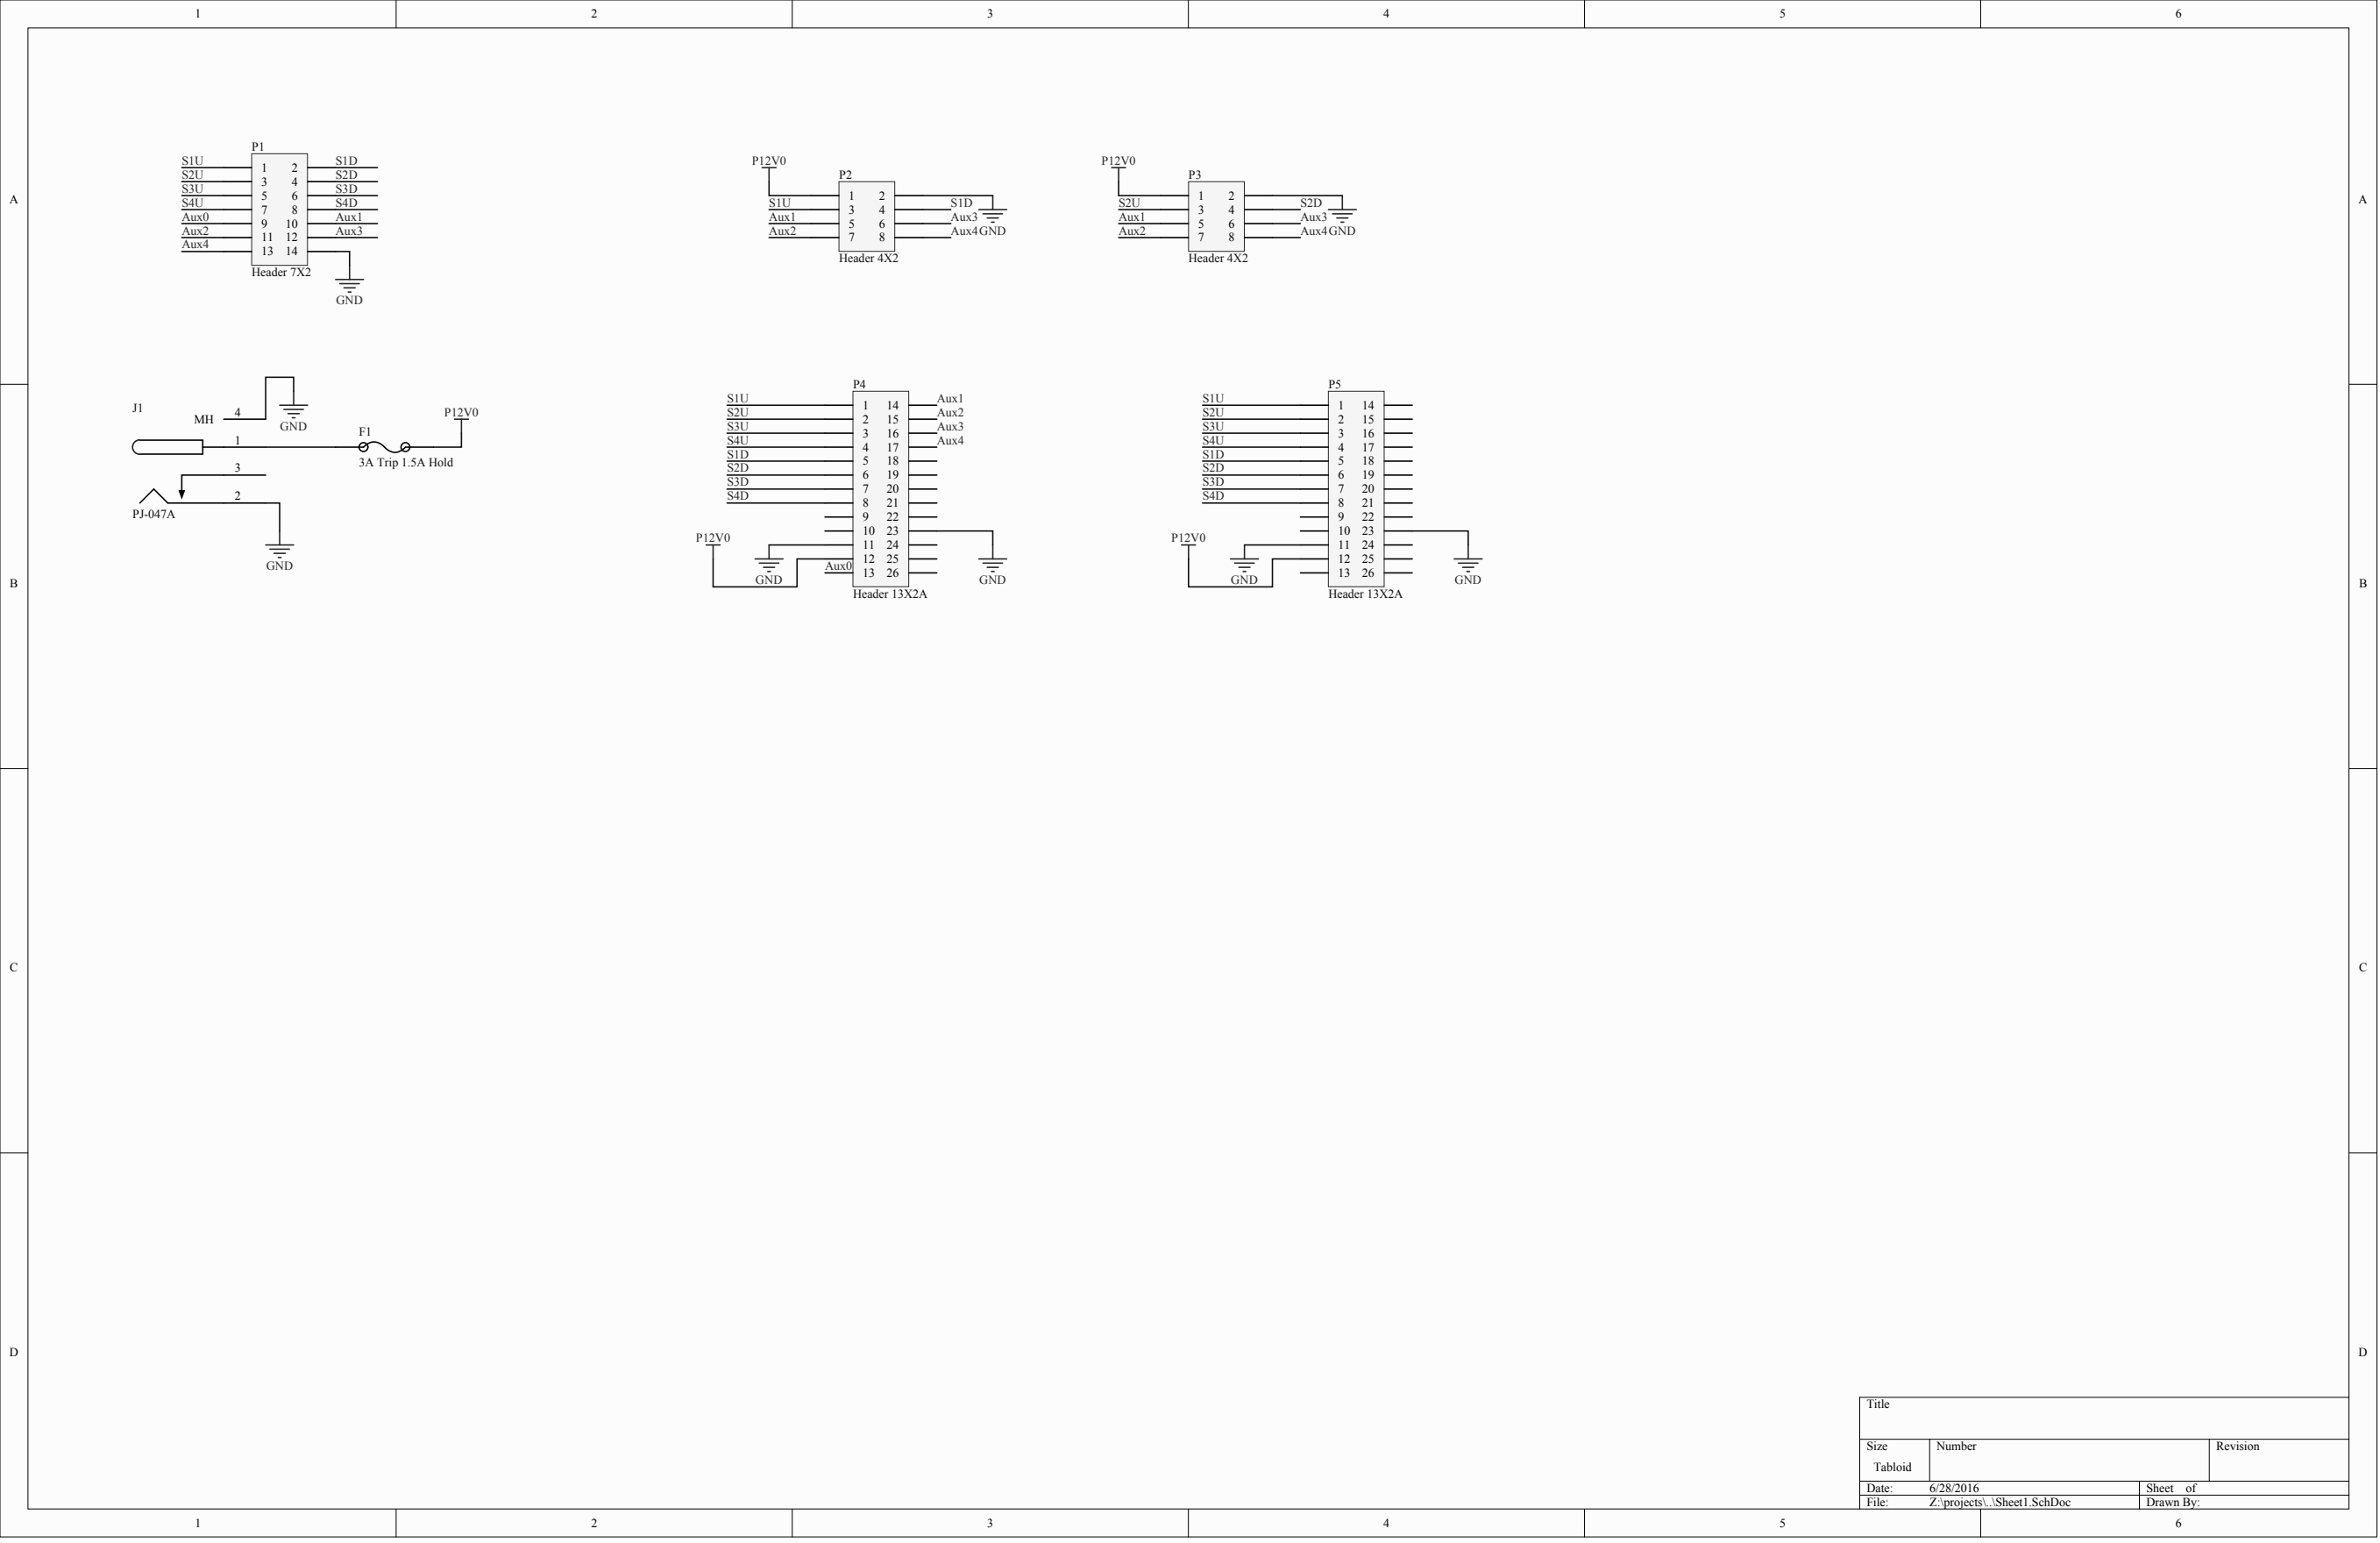 1 2 3 4 5 6
A A
P1
S1U 1 2 S1D
S2U 3 4 S2D
S3U 5 6 S3D
S4U 7 8 S4D
Aux0 9 10 Aux1
Aux2 11 12 Aux3
Aux4 13 14
Header 7X2
GND
P12V0
P2
1 2
S1U 3 4 S1D
Aux1 5 6 Aux3
Aux2 7 8 Aux4 GND
Header 4X2
P12V0
P3
1 2
S2U 3 4 S2D
Aux1 5 6 Aux3
Aux2 7 8 Aux4 GND
Header 4X2
J1
MH 4
GND
1
F1
P12V0
3A Trip 1.5A Hold
3
2
PJ-047A
GND
P4
S1U 1 14 Aux1
S2U 2 15 Aux2
S3U 3 16 Aux3
S4U 4 17 Aux4
S1D 5 18
S2D 6 19
S3D 7 20
S4D 8 21
9 22
10 23
P12V0 11 24
12 25
GND Aux0 13 26 GND
Header 13X2A
P5
S1U 1 14
S2U 2 15
S3U 3 16
S4U 4 17
S1D 5 18
S2D 6 19
S3D 7 20
S4D 8 21
9 22
10 23
P12V0 11 24
12 25
GND 13 26 GND
Header 13X2A
B B
C C
D D
Title
Size Number Revision
Tabloid
Date: 6/28/2016 Sheet of
File: Z:\projects\..\Sheet1.SchDoc Drawn By:
1 2 3 4 5 6